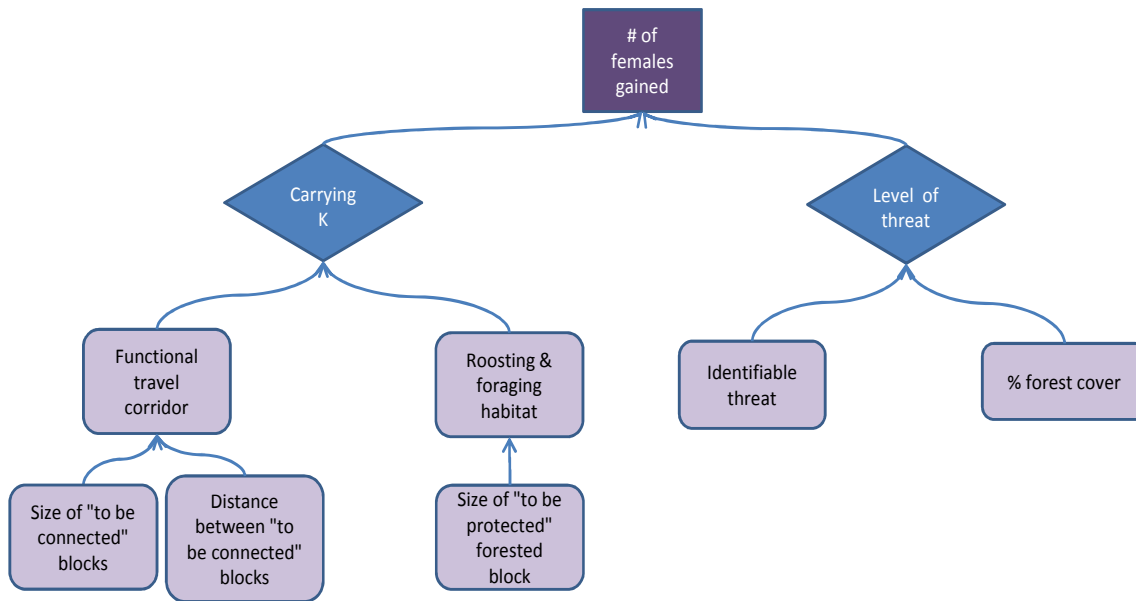 # of
females
gained
Carrying
K
Level of
threat
Functional
travel
corridor
Roosting &
foraging
habitat
Identifiable
threat
% forest cover
Size of "to be
connected"
blocks
Distance
between "to
be connected"
blocks
Size of "to be
protected"
forested
block